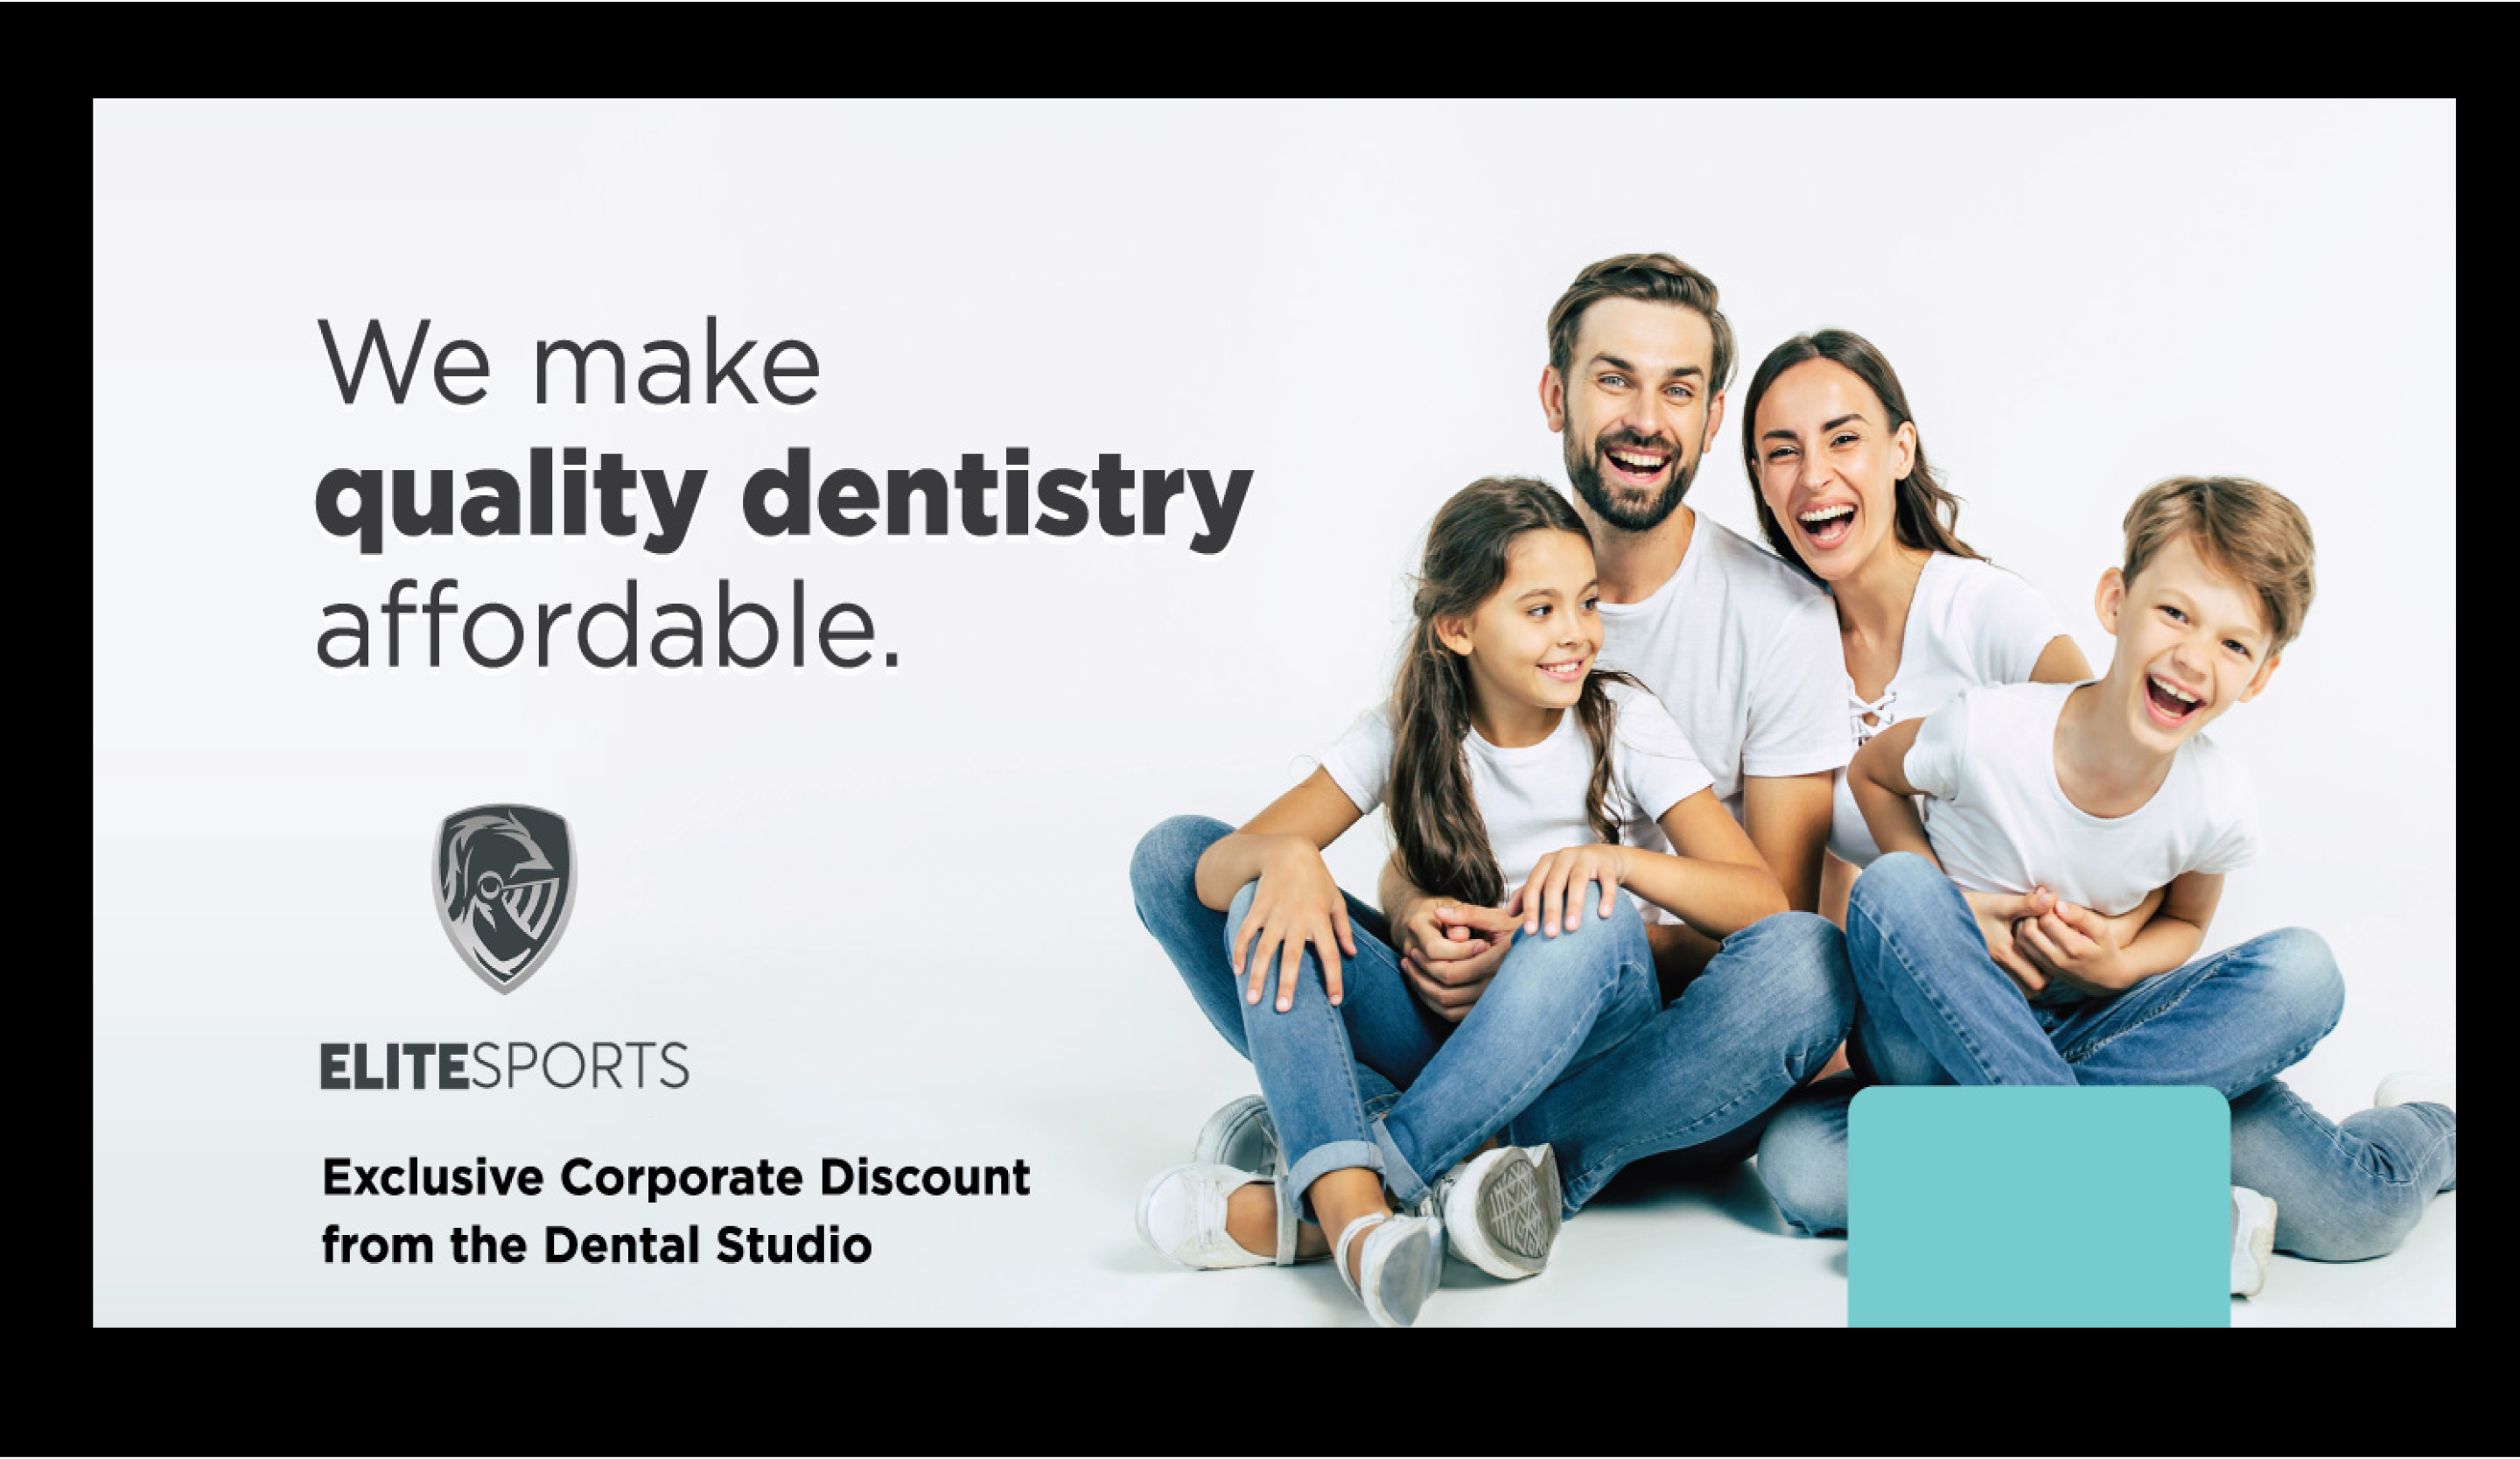 We make
quality dentistry
affordable.
ELITESPORTS
Exclusive Corporate Discount
from the Dental Studio